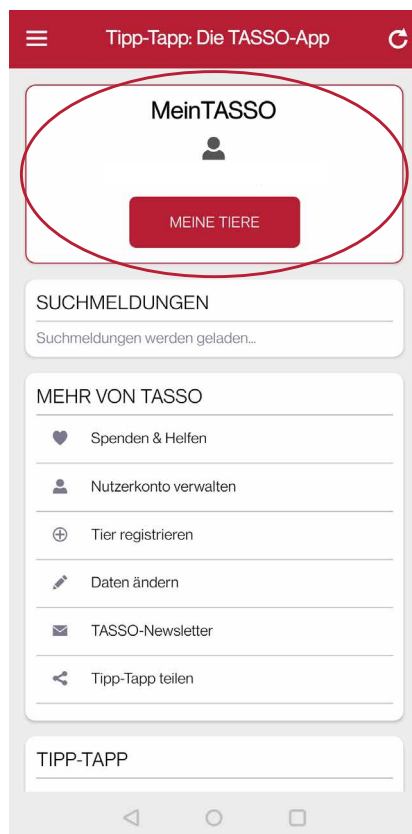 Tipp-Tapp: Die TASSO-App
MeinTASSO
MEINE TIERE
SUCHMELDUNGEN
Suchmeldungen werden geladen...
MEHR VON TASSO
Spenden & Helfen
Nutzerkonto verwalten
Tier registrieren
Daten ändern
TASSO-Newsletter
Tipp-Tapp teilen
TIPP-TAPP